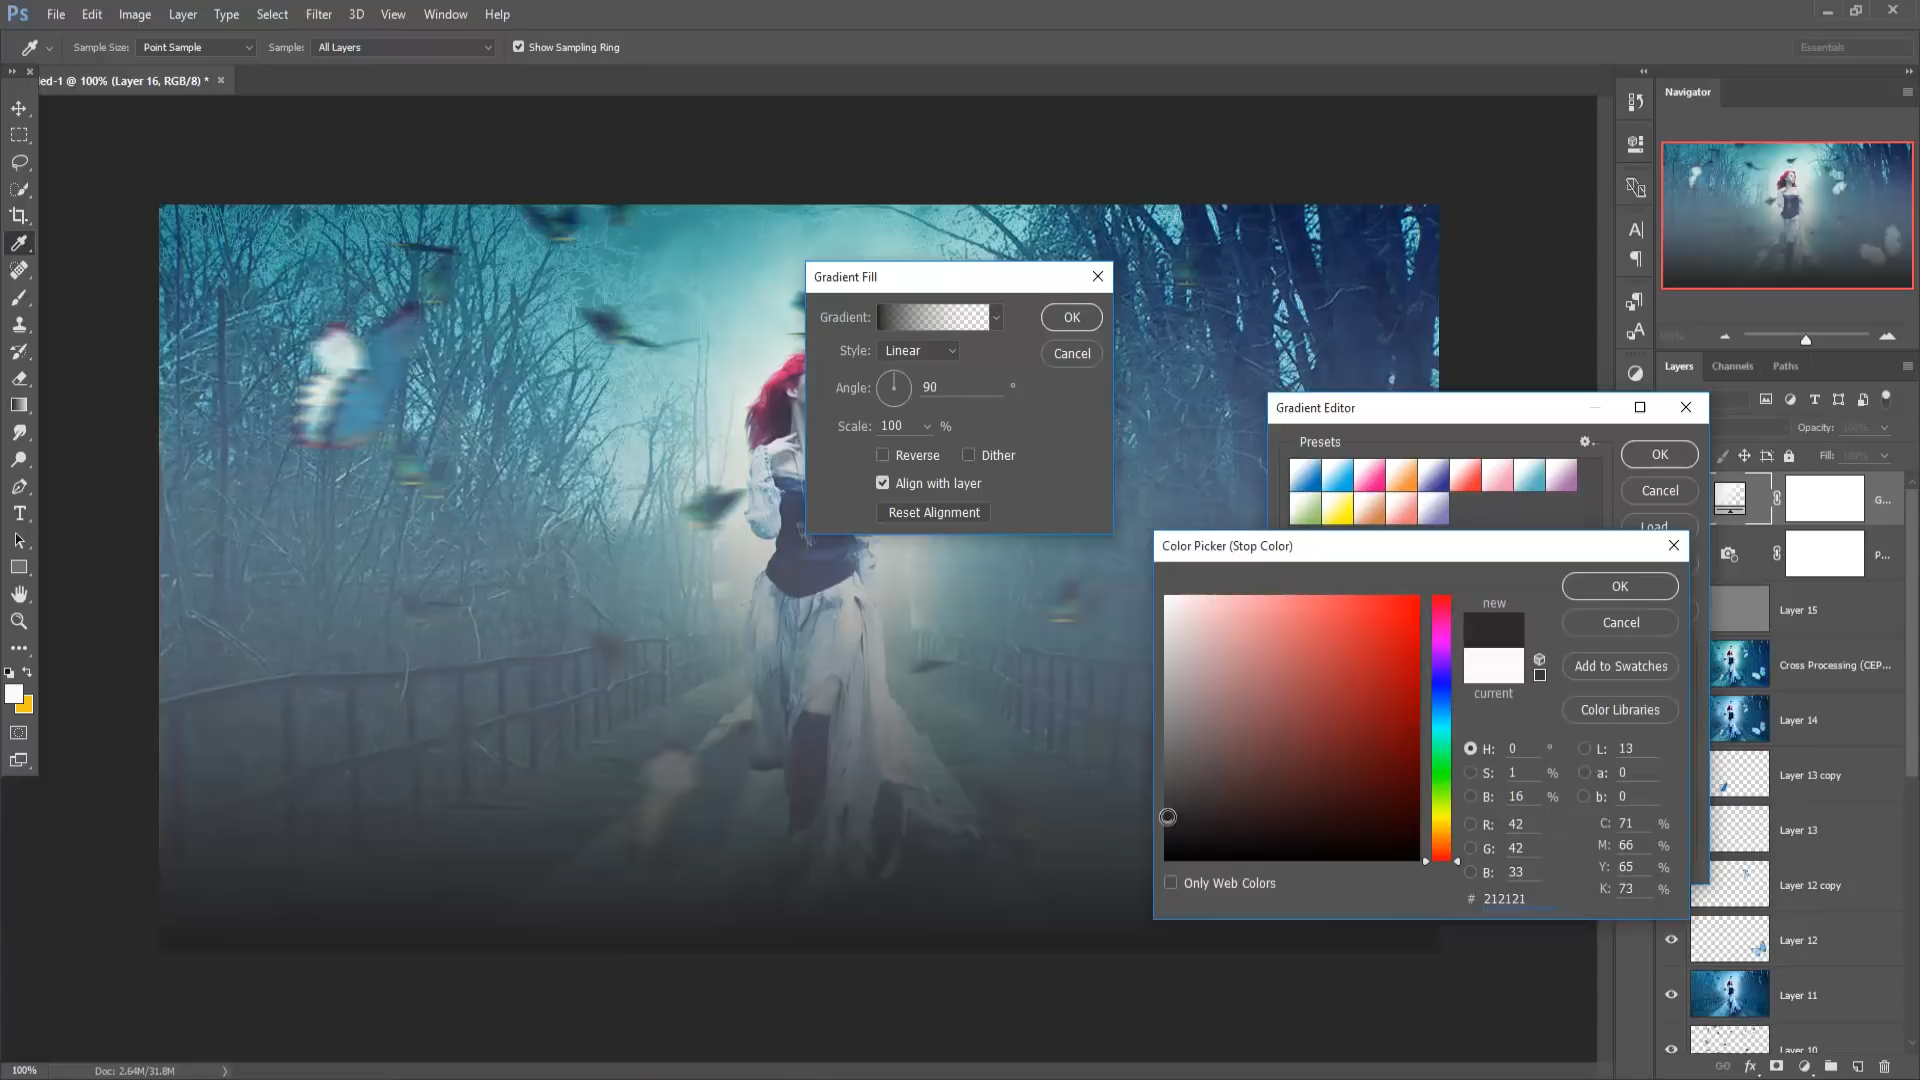 Ps File Edit Image Layer Type Select Filter 3D View Window Help
Sample Size: Point Sample Sample: All Layers Show Sampling Ring Essentials
ed-1 @ 100% (Layer 16, RGB/8) *
Navigator
100%
Layers Channels Paths
Opacity: 100%
Fill: 100%
G...
p...
Layer 15
Cross Processing (CEP...
Layer 14
Layer 13 copy
Layer 13
Layer 12 copy
Layer 12
Layer 11
Layer 10
Gradient Fill
Gradient: OK
Style: Linear Cancel
Angle: 90 °
Scale: 100 %
Reverse Dither
Align with layer
Reset Alignment
Gradient Editor
Presets
OK
Cancel
Load...
Color Picker (Stop Color)
new
current
OK
Cancel
Add to Swatches
Color Libraries
H: 0 ° L: 13
S: 1 % a: 0
B: 16 % b: 0
R: 42 C: 71 %
G: 42 M: 66 %
B: 33 Y: 65 %
# 212121 K: 73 %
Only Web Colors
100% Doc: 2.64M/31.8M